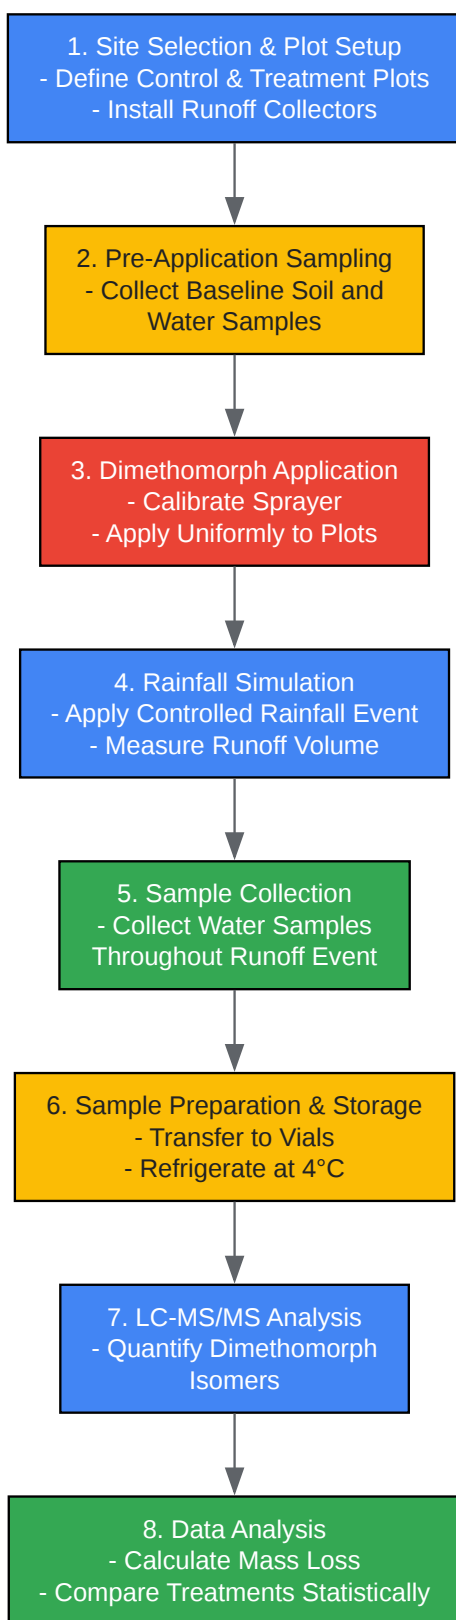 1. Site Selection & Plot Setup
- Define Control & Treatment Plots
- Install Runoff Collectors
2. Pre-Application Sampling
- Collect Baseline Soil and
Water Samples
3. Dimethomorph Application
- Calibrate Sprayer
- Apply Uniformly to Plots
4. Rainfall Simulation
- Apply Controlled Rainfall Event
- Measure Runoff Volume
5. Sample Collection
- Collect Water Samples
Throughout Runoff Event
6. Sample Preparation & Storage
- Transfer to Vials
- Refrigerate at 4°C
7. LC-MS/MS Analysis
- Quantify Dimethomorph
Isomers
8. Data Analysis
- Calculate Mass Loss
- Compare Treatments Statistically